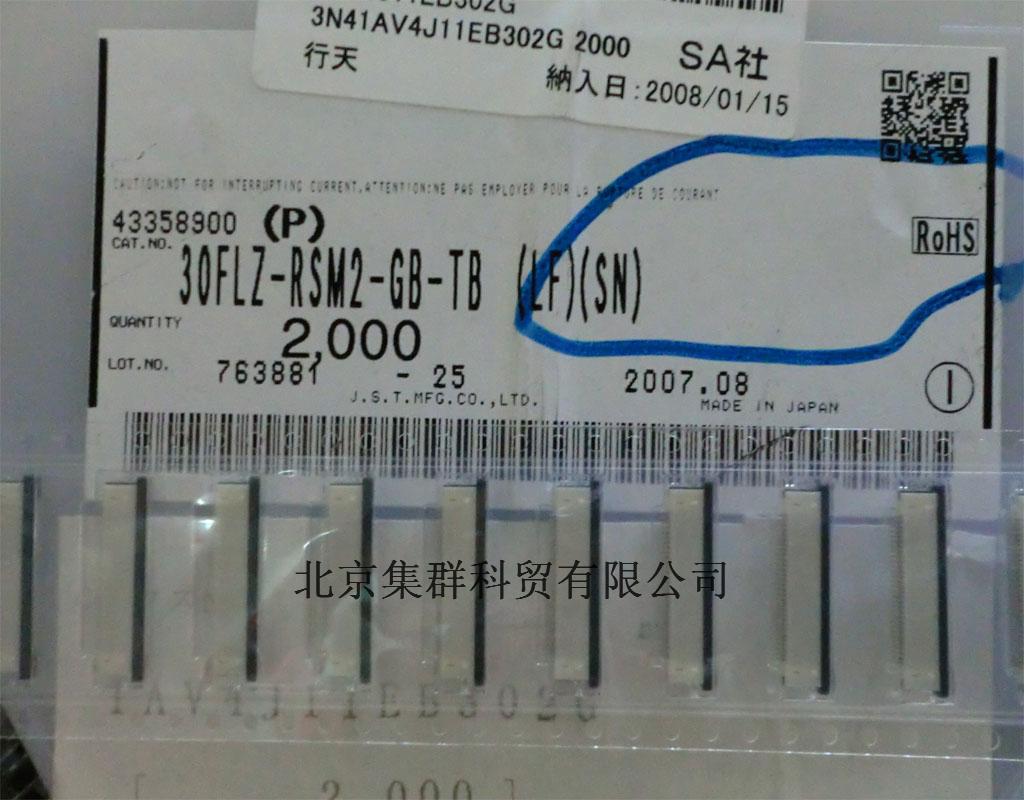 3N41AV4J11EB302G 2000 SA社
行天 納入日:2008/01/15
CAUTION:NOT FOR INTERRUPTING CURRENT,ATTENTION:NE PAS EMPLOYER POUR LA RUPTURE DE COURANT
43358900 (P)
RoHS
CAT.NO. 30FLZ-RSM2-GB-TB (LF)(SN)
QUANTITY 2,000
LOT.NO. 763881 - 25 2007.08
J.S.T.MFG.CO.,LTD. MADE IN JAPAN
北京集群科贸有限公司
1AV4J11EB302G
[ 2,000 ]